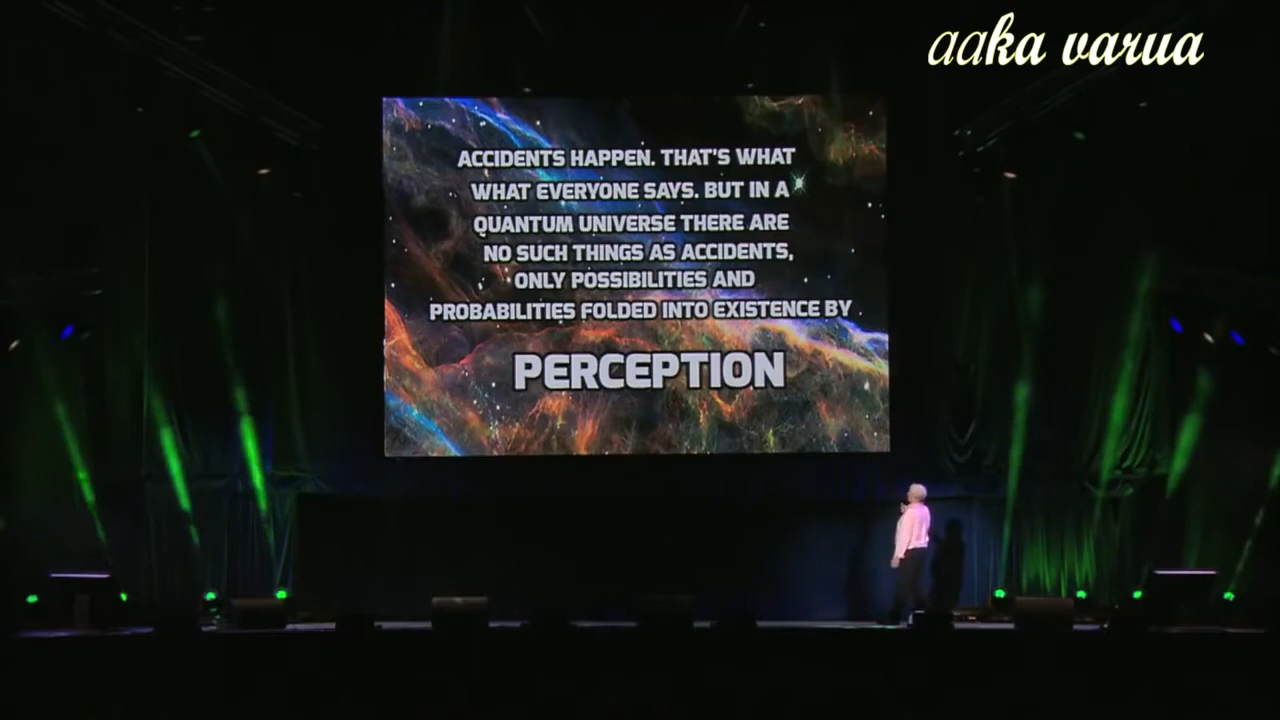 aaka varua
ACCIDENTS HAPPEN. THAT'S WHAT
WHAT EVERYONE SAYS. BUT IN A
QUANTUM UNIVERSE THERE ARE
NO SUCH THINGS AS ACCIDENTS,
ONLY POSSIBILITIES AND
PROBABILITIES FOLDED INTO EXISTENCE BY
PERCEPTION